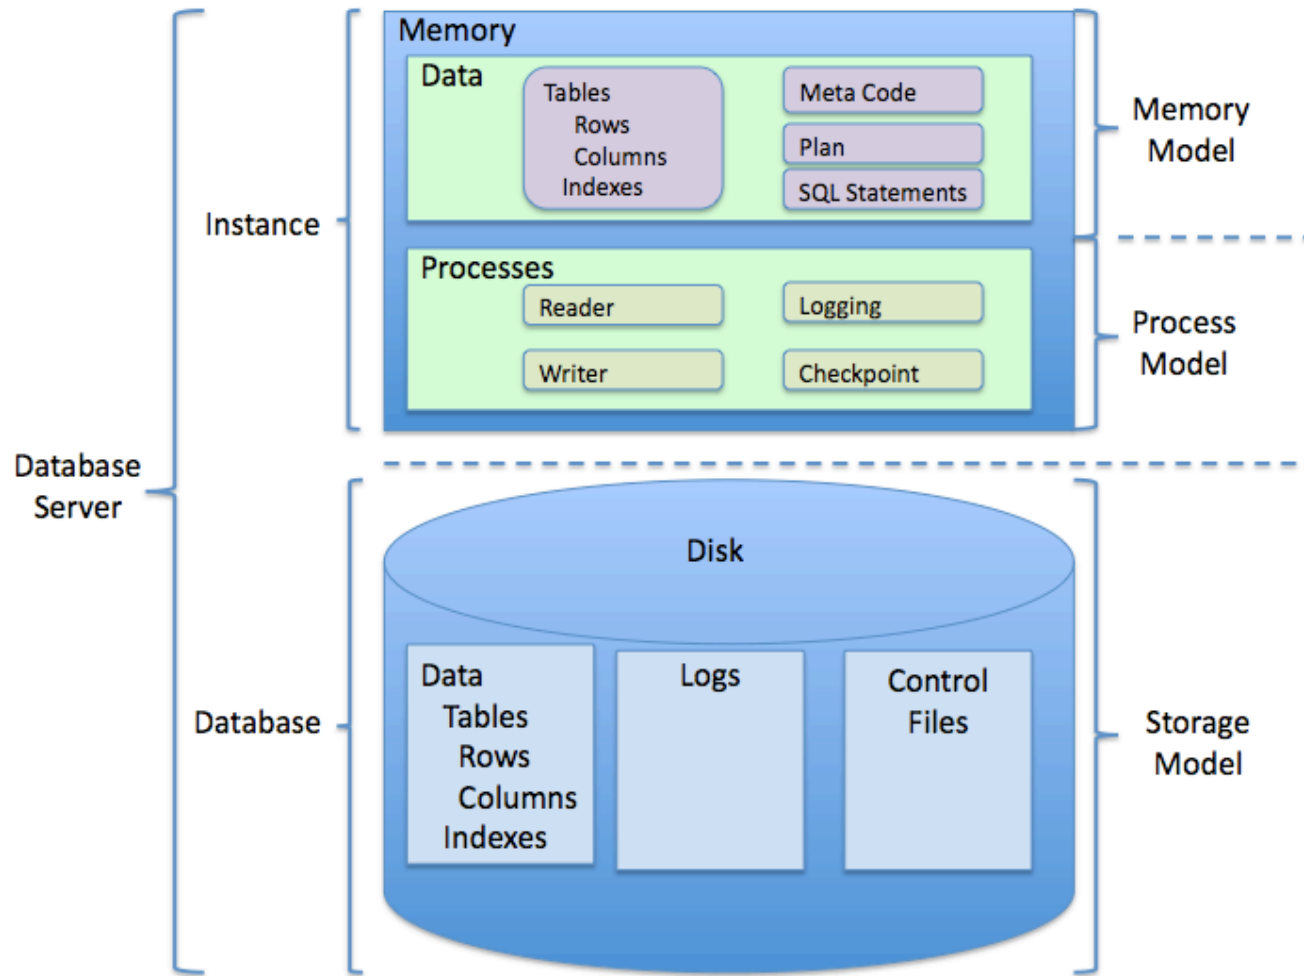 Memory
Data
Tables
Rows
Columns
Indexes
Meta Code
Plan
SQL Statements
Memory
Model
Instance
Processes
Reader
Writer
Logging
Checkpoint
Process
Model
Database
Server
Disk
Data
Tables
Rows
Columns
Indexes
Logs
Control
Files
Database
Storage
Model